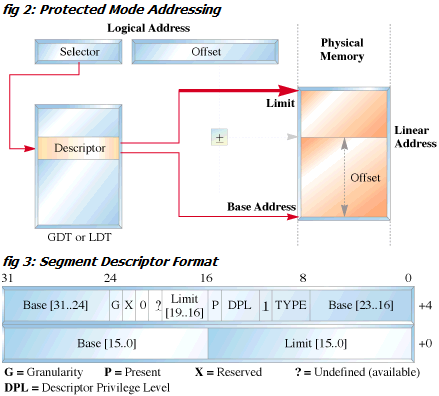 fig 2: Protected Mode Addressing
Logical Address
Selector
Offset
Physical
Memory
Limit
Descriptor
±
Linear
Address
Offset
Base Address
GDT or LDT
fig 3: Segment Descriptor Format
31 24 16 8 0
Base [31..24] G X 0 ? Limit [19..16] P DPL 1 TYPE Base [23..16] +4
Base [15..0] Limit [15..0] +0
G = Granularity P = Present X = Reserved ? = Undefined (available)
DPL = Descriptor Privilege Level